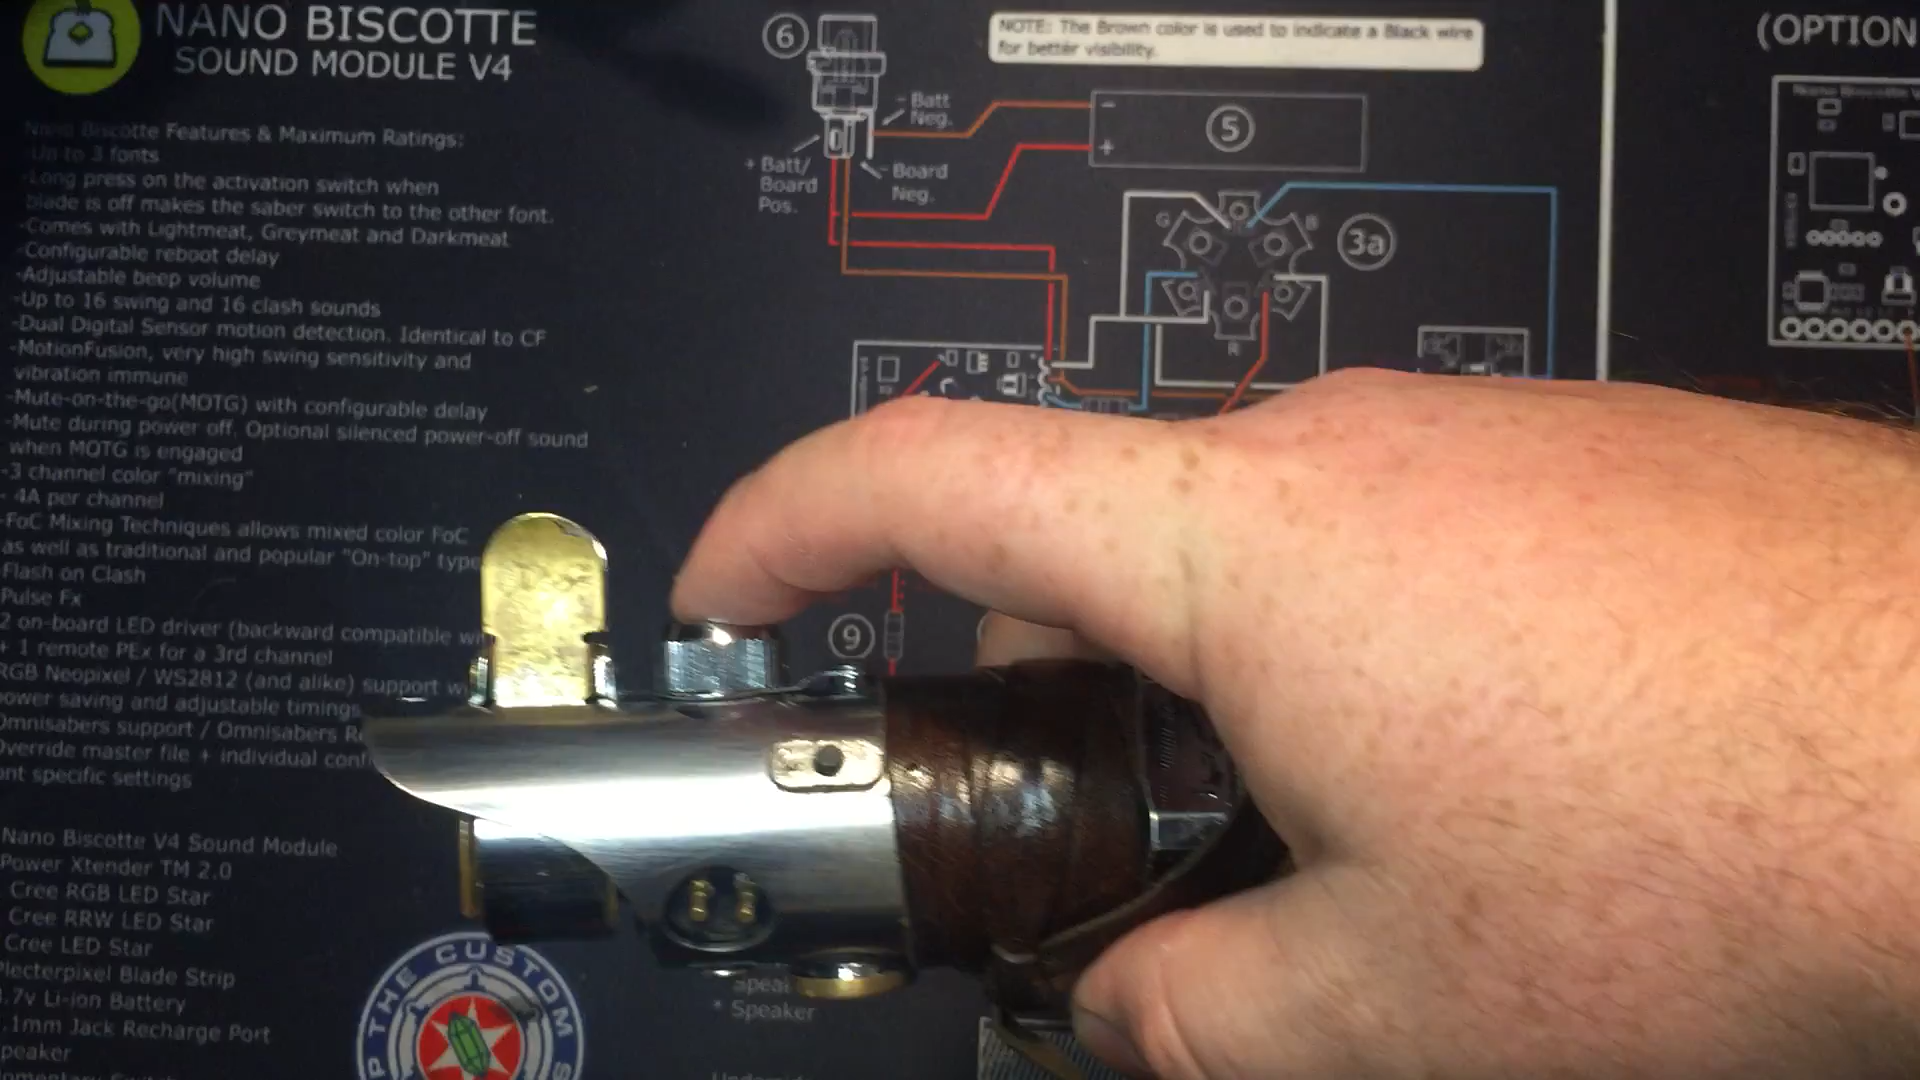 NANO BISCOTTE
SOUND MODULE V4
Nano Biscotte Features & Maximum Ratings:
-Up to 3 fonts
-Long press on the activation switch when
blade is off makes the saber switch to the other font.
-Comes with Lightmeat, Greymeat and Darkmeat
-Configurable reboot delay
-Adjustable beep volume
-Up to 16 swing and 16 clash sounds
-Dual Digital Sensor motion detection. Identical to CF
-MotionFusion, very high swing sensitivity and
vibration immune
-Mute-on-the-go(MOTG) with configurable delay
-Mute during power off. Optional silenced power-off sound
when MOTG is engaged
-3 channel color "mixing"
- 4A per channel
-FoC Mixing Techniques allows mixed color FoC
as well as traditional and popular "On-top" type
Flash on Clash
Pulse Fx
2 on-board LED driver (backward compatible
+ 1 remote PEx for a 3rd channel
RGB Neopixel / WS2812 (and alike) support
power saving and adjustable timings
Omnisabers support / Omnisabers
Override master file + individual
font specific settings
Nano Biscotte V4 Sound Module
Power Xtender TM 2.0
Cree RGB LED Star
Cree RRW LED Star
Cree LED Star
Plecterpixel Blade Strip
3.7v Li-ion Battery
.1mm Jack Recharge Port
Speaker
THE CUSTOM S
6
NOTE: The Brown color is used to indicate a Black wire
for better visibility.
- Batt
Neg.
+ Batt/
Board
Pos.
- Board
Neg.
-
+
5
G
B
R
3a
9
* Speaker
(OPTION